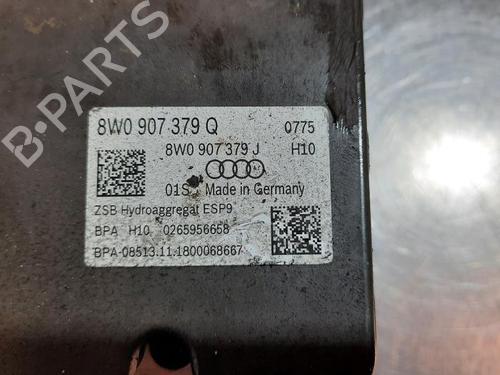 8W0 907 379 Q 0775
8W0 907 379 J H10
01S Made in Germany
ZSB Hydroaggregat ESP9
BPA H10 0265956658
BPA-08513.11.1800068667
B-PARTS